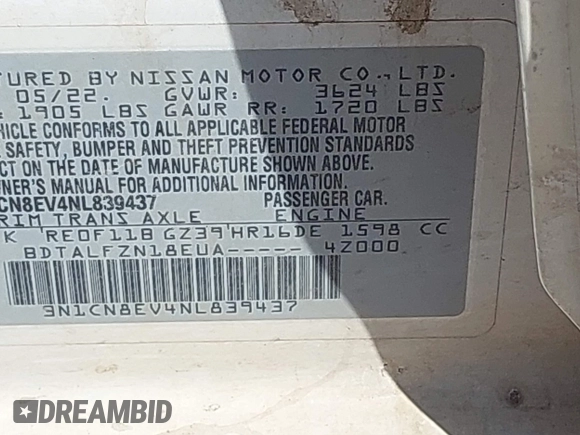 TURED BY NISSAN MOTOR CO., LTD.
05/22. GVWR: 3624 LBS
: 1905 LBS GAWR RR: 1720 LBS
HICLE CONFORMS TO ALL APPLICABLE FEDERAL MOTOR
SAFETY, BUMPER AND THEFT PREVENTION STANDARDS
ECT ON THE DATE OF MANUFACTURE SHOWN ABOVE.
NER'S MANUAL FOR ADDITIONAL INFORMATION.
CN8EV4NL839437 PASSENGER CAR.
RIM TRANS AXLE ENGINE
K RE0F11B GZ39 HR16DE 1598 CC
BDTALFZN18EUA----- 4Z000
3N1CN8EV4NL839437
DREAMBID